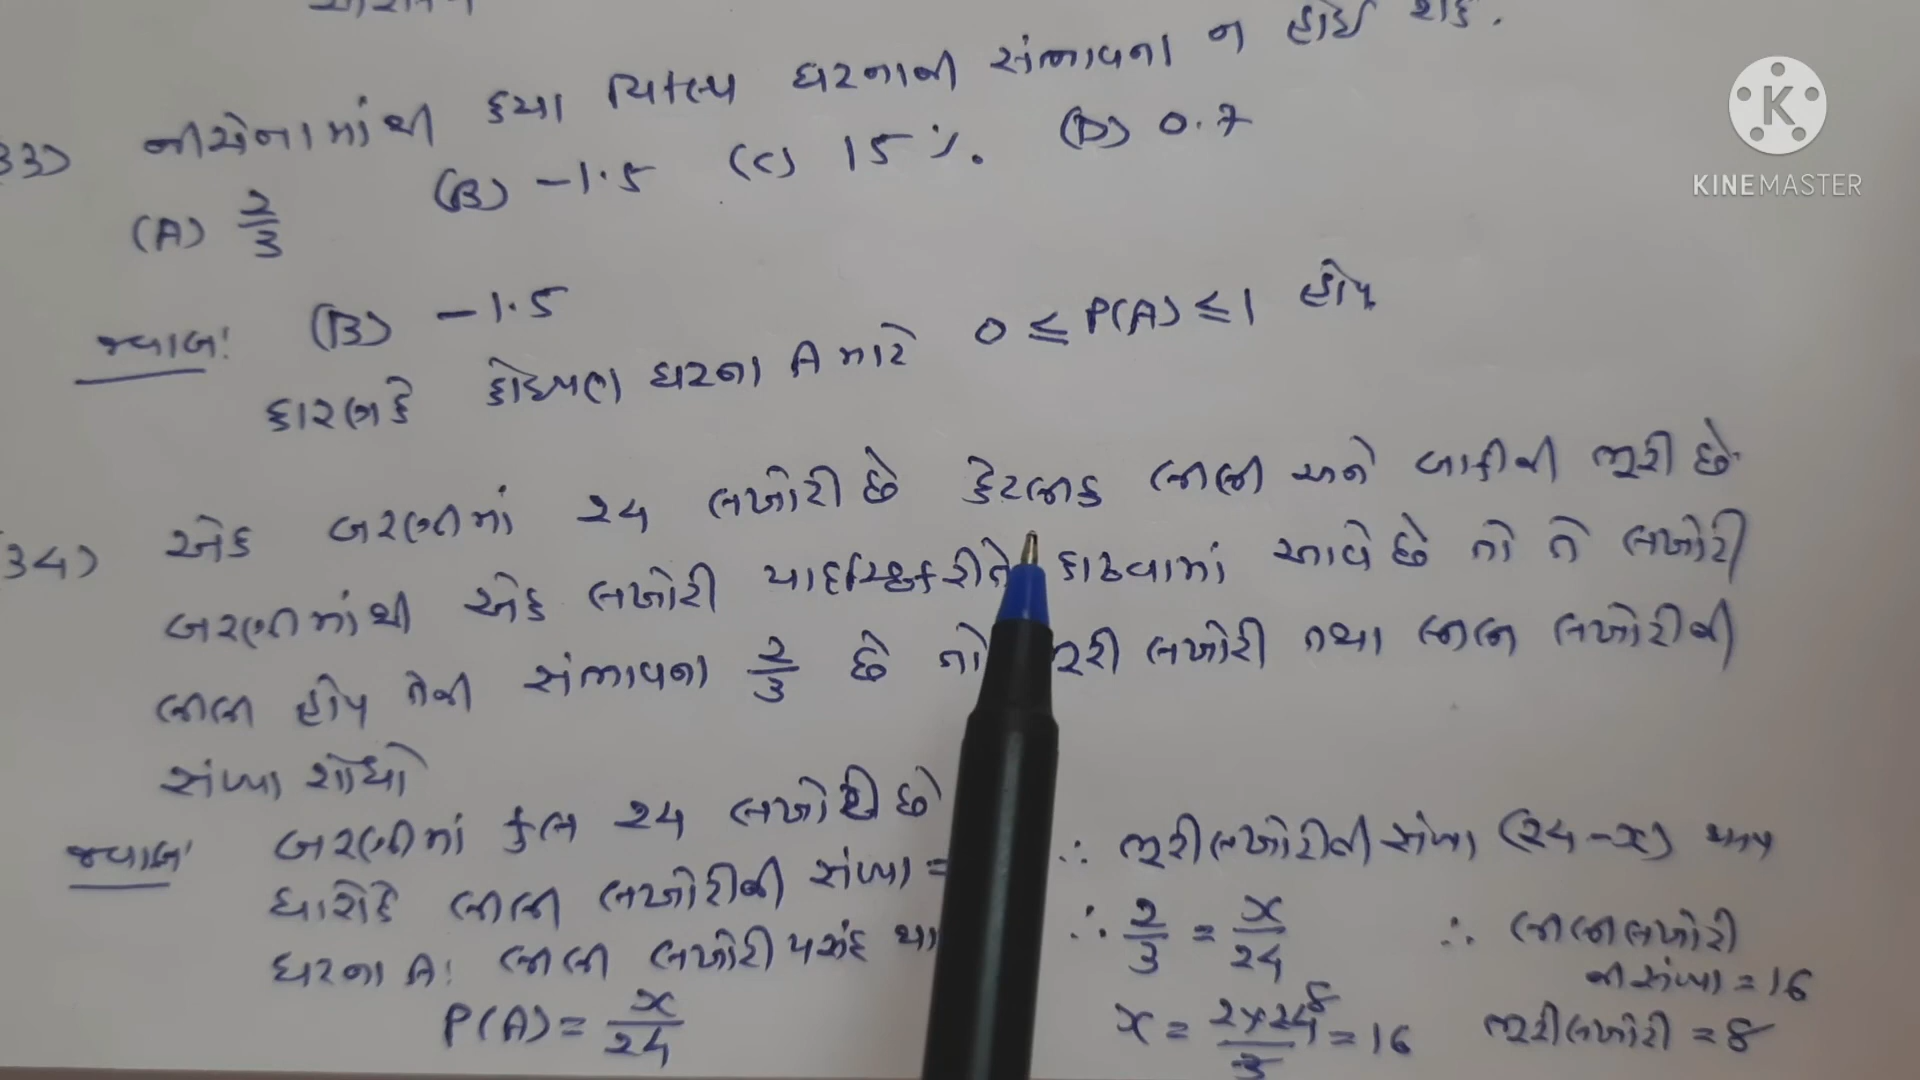 33) નીચેનામાંથી કયા વિકલ્પ ઘટનાની સંભાવના ન હોઈ શકે.
(A) 2/3 (B) -1.5 (C) 15 %. (D) 0.7
જવાબ: (B) -1.5
કારણકે કોઈપણ ઘટના A માટે 0 ≤ P(A) ≤ 1 હોય
34) એક બરણીમાં 24 લખોટી છે કેટલાક લાલ અને બાકીની ભૂરી છે
બરણીમાંથી એક લખોટી યાદચ્છિક રીતે કાઢવામાં આવે છે તો તે લખોટી
લાલ હોય તેની સંભાવના 2/3 છે તો ભૂરી લખોટી તથા લાલ લખોટીની
સંખ્યા શોધો
જવાબ: બરણીમાં કુલ 24 લખોટી છે
ધારોકે લાલ લખોટીની સંખ્યા =
ઘટના A: લાલ લખોટી પસંદ
P(A) = x/24
∴ ભૂરી લખોટીની સંખ્યા (24-x) થાય
∴ 2/3 = x/24
x = 2×24/3 8 = 16
∴ લાલ લખોટી
ની સંખ્યા = 16
ભૂરી લખોટી = 8
K
KINEMASTER